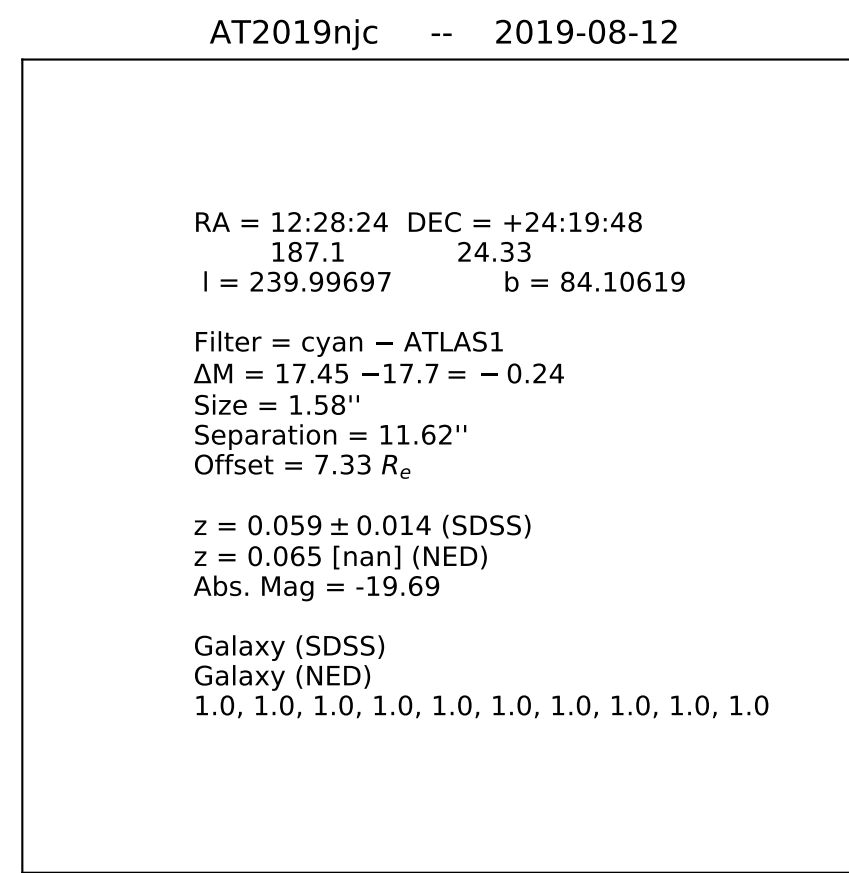 AT2019njc -- 2019-08-12
RA = 12:28:24 DEC = +24:19:48
187.1 24.33
l = 239.99697 b = 84.10619
Filter = cyan − ATLAS1
ΔM = 17.45 −17.7 = − 0.24
Size = 1.58''
Separation = 11.62''
Offset = 7.33 Re
z = 0.059 ± 0.014 (SDSS)
z = 0.065 [nan] (NED)
Abs. Mag = -19.69
Galaxy (SDSS)
Galaxy (NED)
1.0, 1.0, 1.0, 1.0, 1.0, 1.0, 1.0, 1.0, 1.0, 1.0